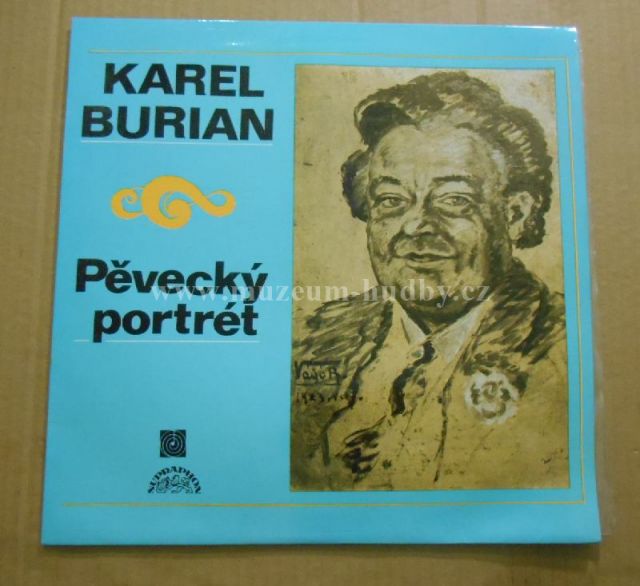 KAREL
BURIAN
Pěvecký
portrét
www.muzeum-hudby.cz
SUPRAPHON